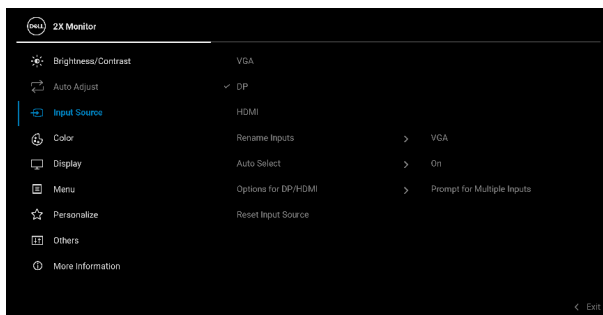 DELL 2X Monitor
Brightness/Contrast VGA
Auto Adjust DP
Input Source HDMI
Color Rename Inputs > VGA
Display Auto Select > On
Menu Options for DP/HDMI > Prompt for Multiple Inputs
Personalize Reset Input Source
Others
More Information
< Exit